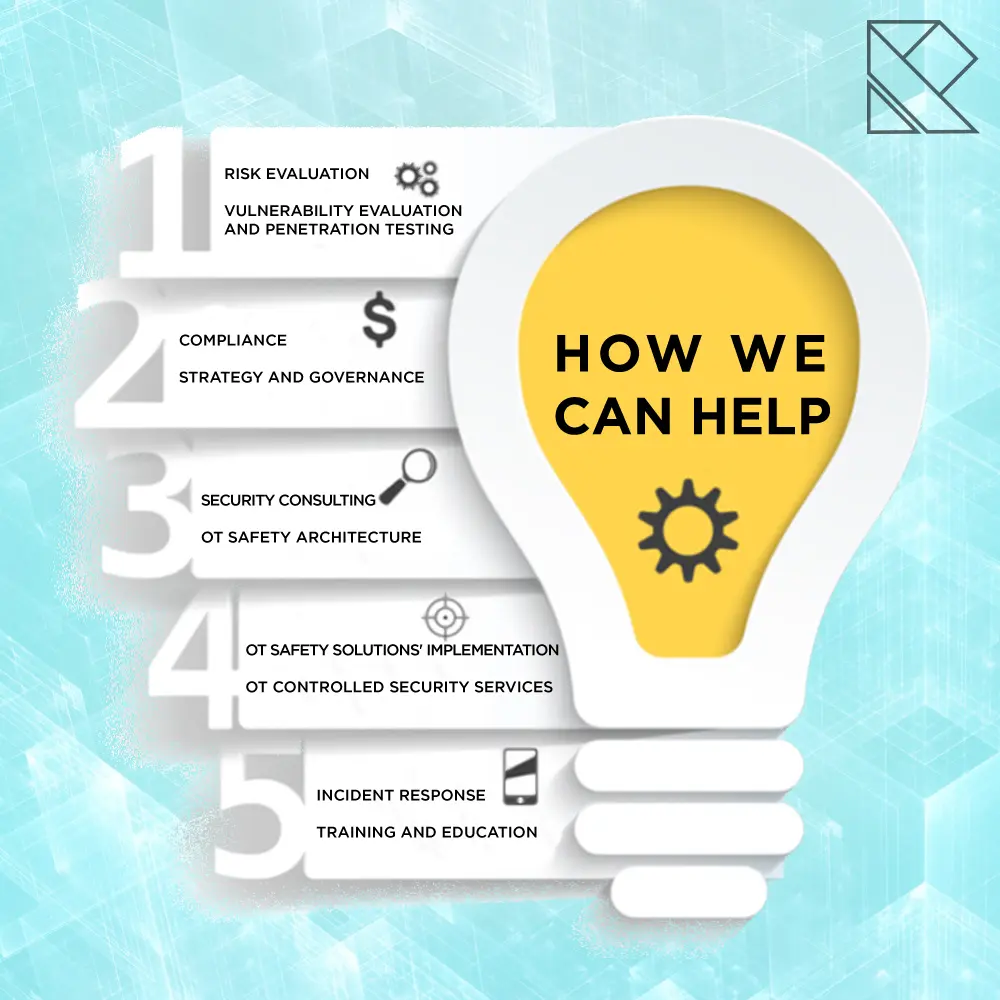 1
RISK EVALUATION
VULNERABILITY EVALUATION
AND PENETRATION TESTING
2
$
COMPLIANCE
STRATEGY AND GOVERNANCE
3
SECURITY CONSULTING
OT SAFETY ARCHITECTURE
4
OT SAFETY SOLUTIONS' IMPLEMENTATION
OT CONTROLLED SECURITY SERVICES
5
INCIDENT RESPONSE
TRAINING AND EDUCATION
HOW WE
CAN HELP